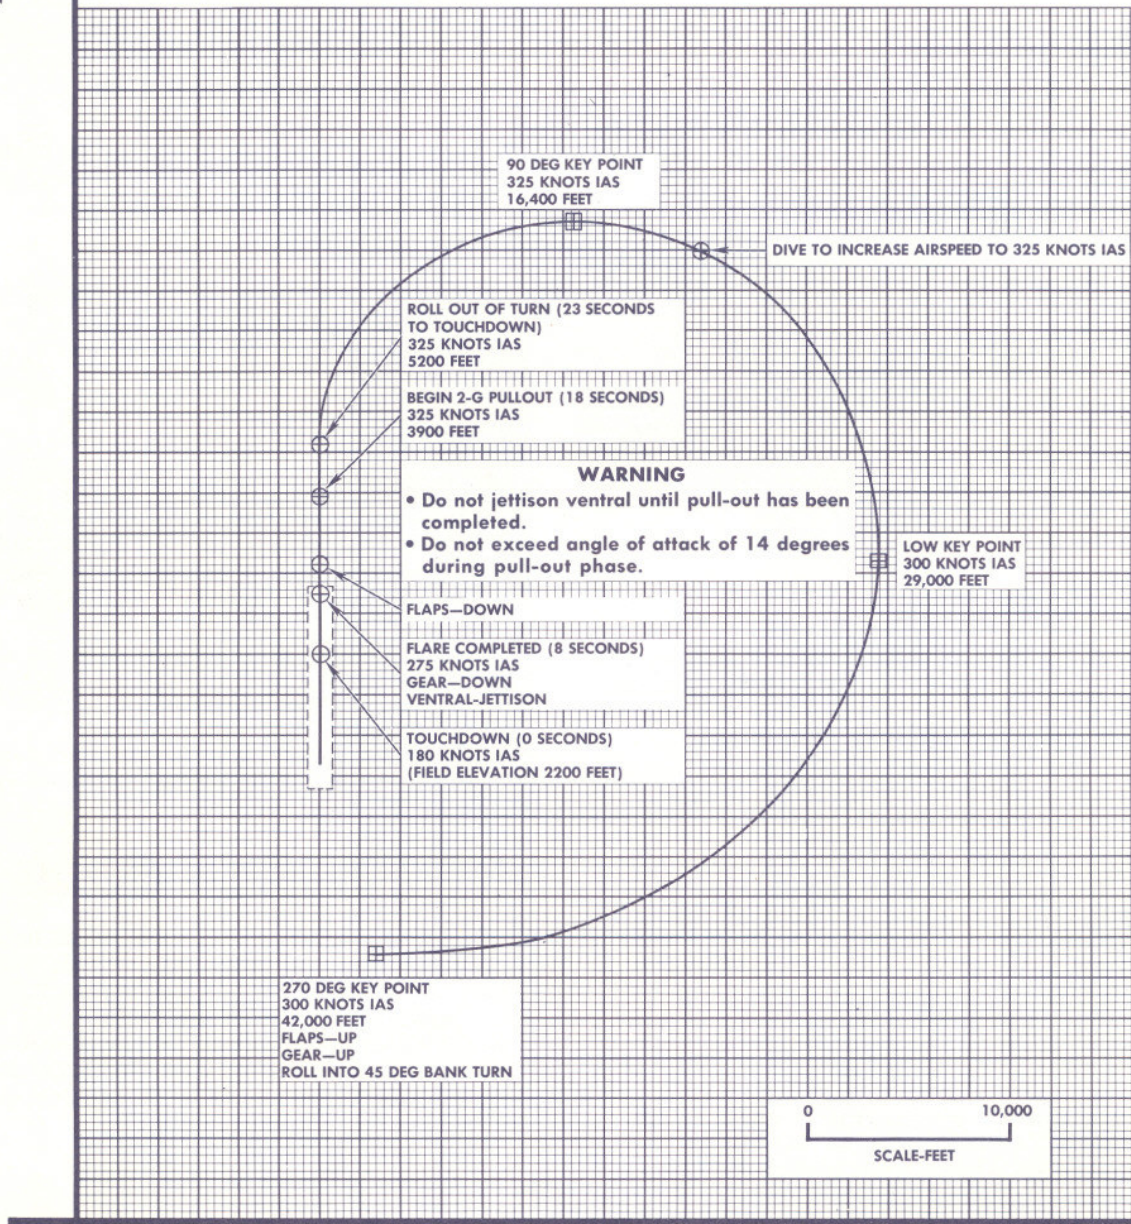 90 DEG KEY POINT
325 KNOTS IAS
16,400 FEET
DIVE TO INCREASE AIRSPEED TO 325 KNOTS IAS
ROLL OUT OF TURN (23 SECONDS
TO TOUCHDOWN)
325 KNOTS IAS
5200 FEET
BEGIN 2-G PULLOUT (18 SECONDS)
325 KNOTS IAS
3900 FEET
WARNING
• Do not jettison ventral until pull-out has been
completed.
• Do not exceed angle of attack of 14 degrees
during pull-out phase.
LOW KEY POINT
300 KNOTS IAS
29,000 FEET
FLAPS—DOWN
FLARE COMPLETED (8 SECONDS)
275 KNOTS IAS
GEAR—DOWN
VENTRAL-JETTISON
TOUCHDOWN (0 SECONDS)
180 KNOTS IAS
(FIELD ELEVATION 2200 FEET)
270 DEG KEY POINT
300 KNOTS IAS
42,000 FEET
FLAPS—UP
GEAR—UP
ROLL INTO 45 DEG BANK TURN
0 10,000
SCALE-FEET